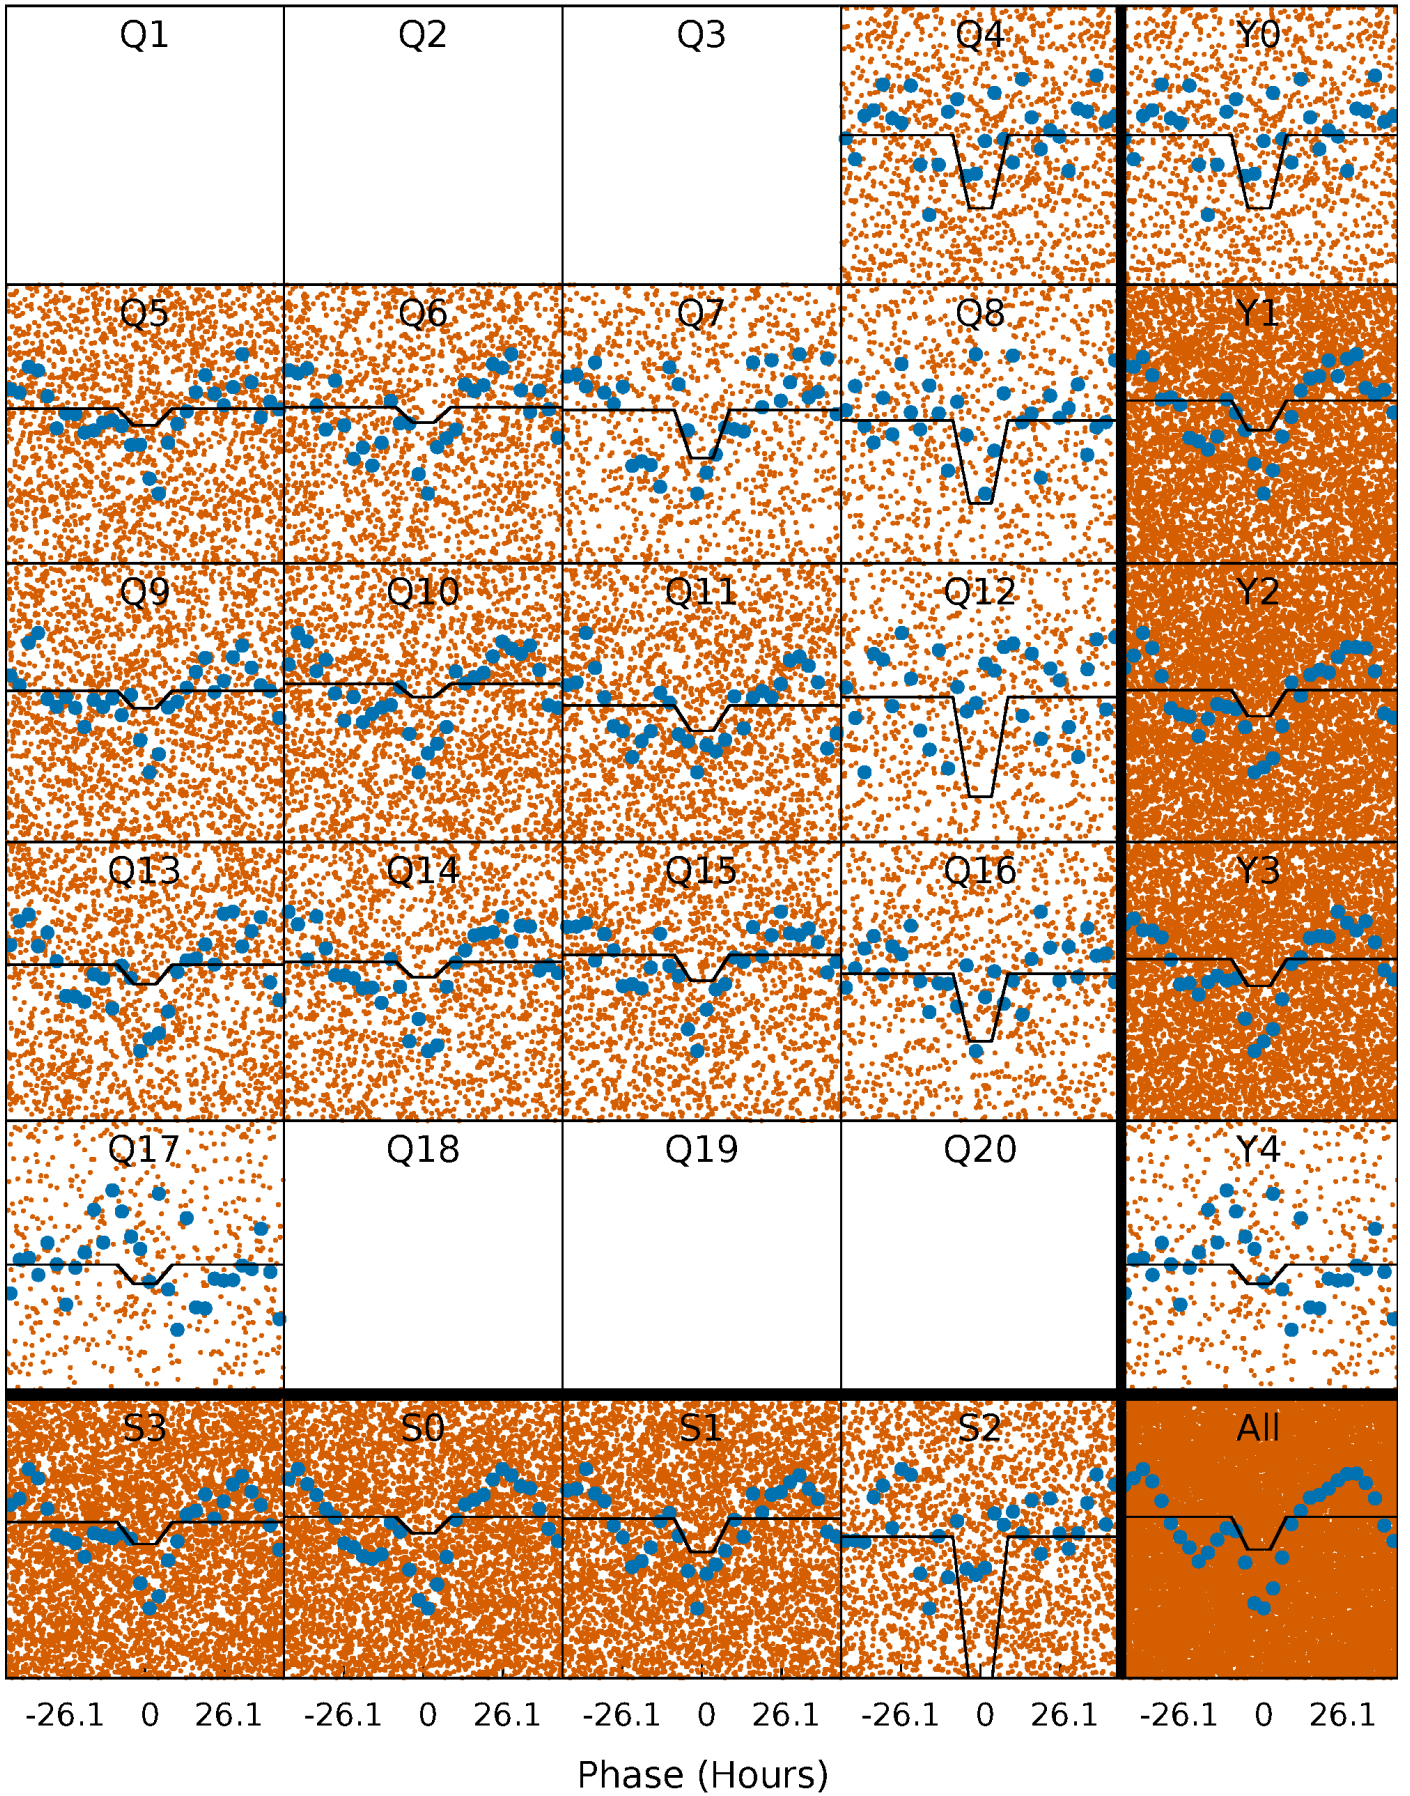 Q1 Q2 Q3 Q4 Y0
Q5 Q6 Q7 Q8 Y1
Q9 Q10 Q11 Q12 Y2
Q13 Q14 Q15 Q16 Y3
Q17 Q18 Q19 Q20 Y4
S3 S0 S1 S2 All
-26.1 0 26.1 -26.1 0 26.1 -26.1 0 26.1 -26.1 0 26.1 -26.1 0 26.1
Phase (Hours)